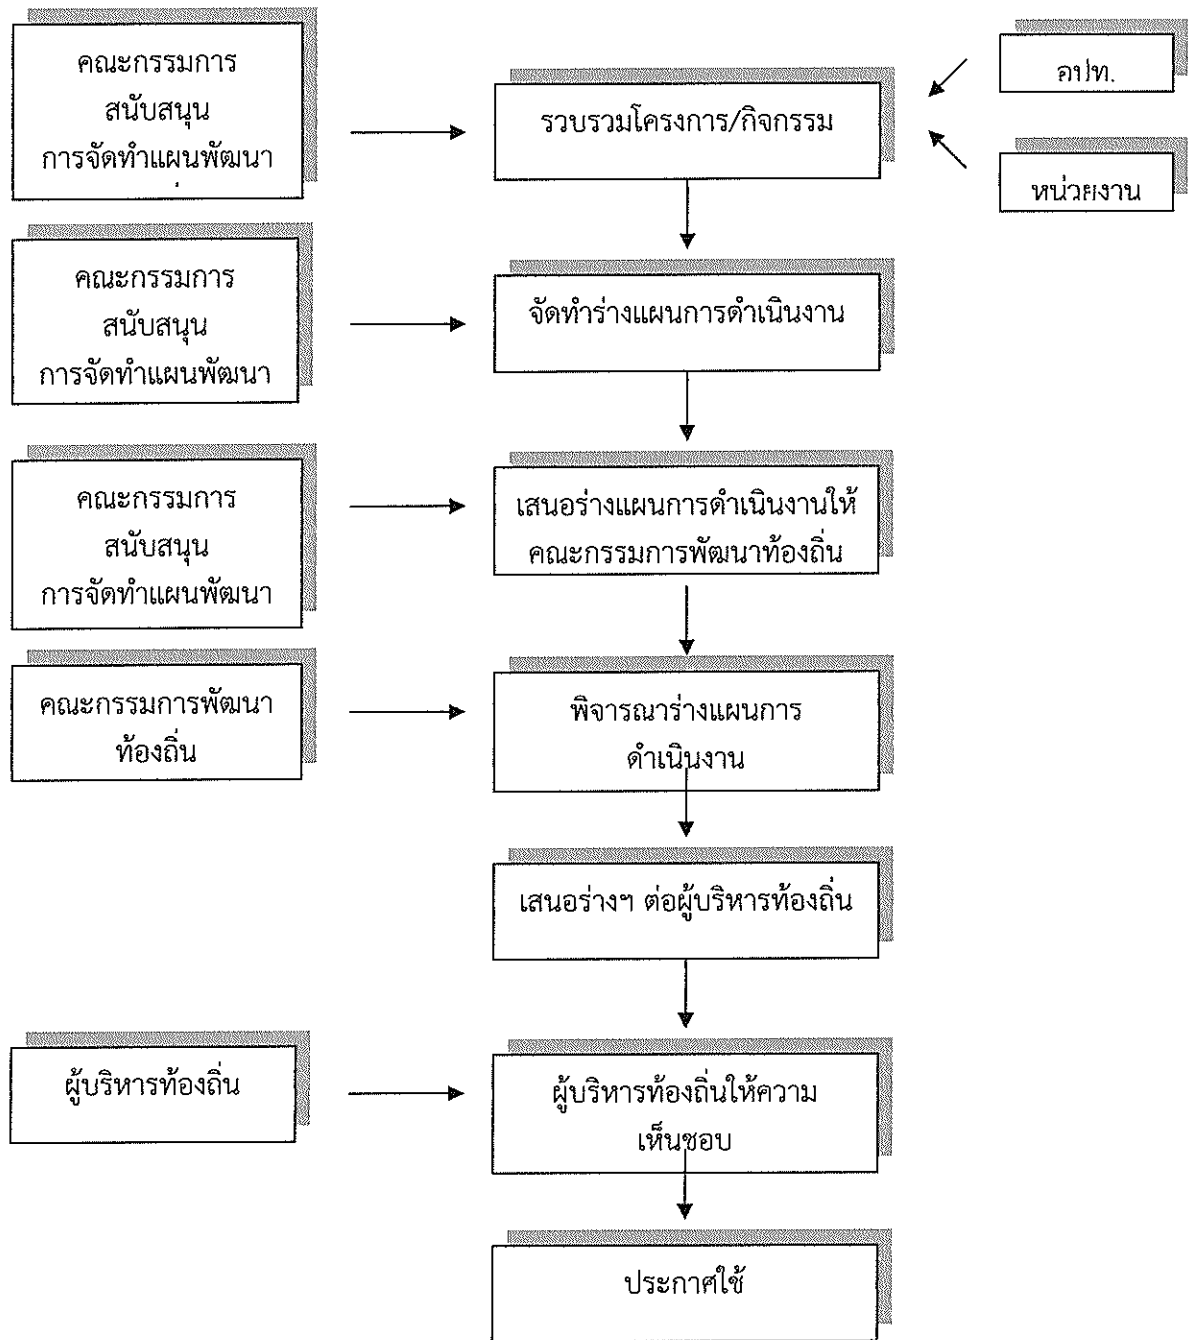 คณะกรรมการ
สนับสนุน
การจัดทำแผนพัฒนา
รวบรวมโครงการ/กิจกรรม
อปท.
หน่วยงาน
คณะกรรมการ
สนับสนุน
การจัดทำแผนพัฒนา
จัดทำร่างแผนการดำเนินงาน
คณะกรรมการ
สนับสนุน
การจัดทำแผนพัฒนา
เสนอร่างแผนการดำเนินงานให้
คณะกรรมการพัฒนาท้องถิ่น
คณะกรรมการพัฒนา
ท้องถิ่น
พิจารณาร่างแผนการ
ดำเนินงาน
เสนอร่างฯ ต่อผู้บริหารท้องถิ่น
ผู้บริหารท้องถิ่น
ผู้บริหารท้องถิ่นให้ความ
เห็นชอบ
ประกาศใช้